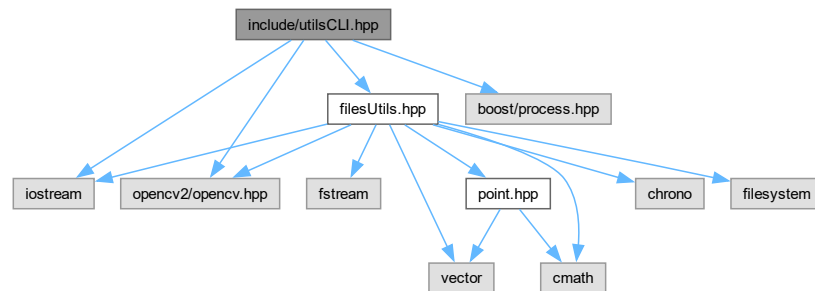 include/utilsCLI.hpp
filesUtils.hpp
boost/process.hpp
iostream
opencv2/opencv.hpp
fstream
point.hpp
chrono
filesystem
vector
cmath